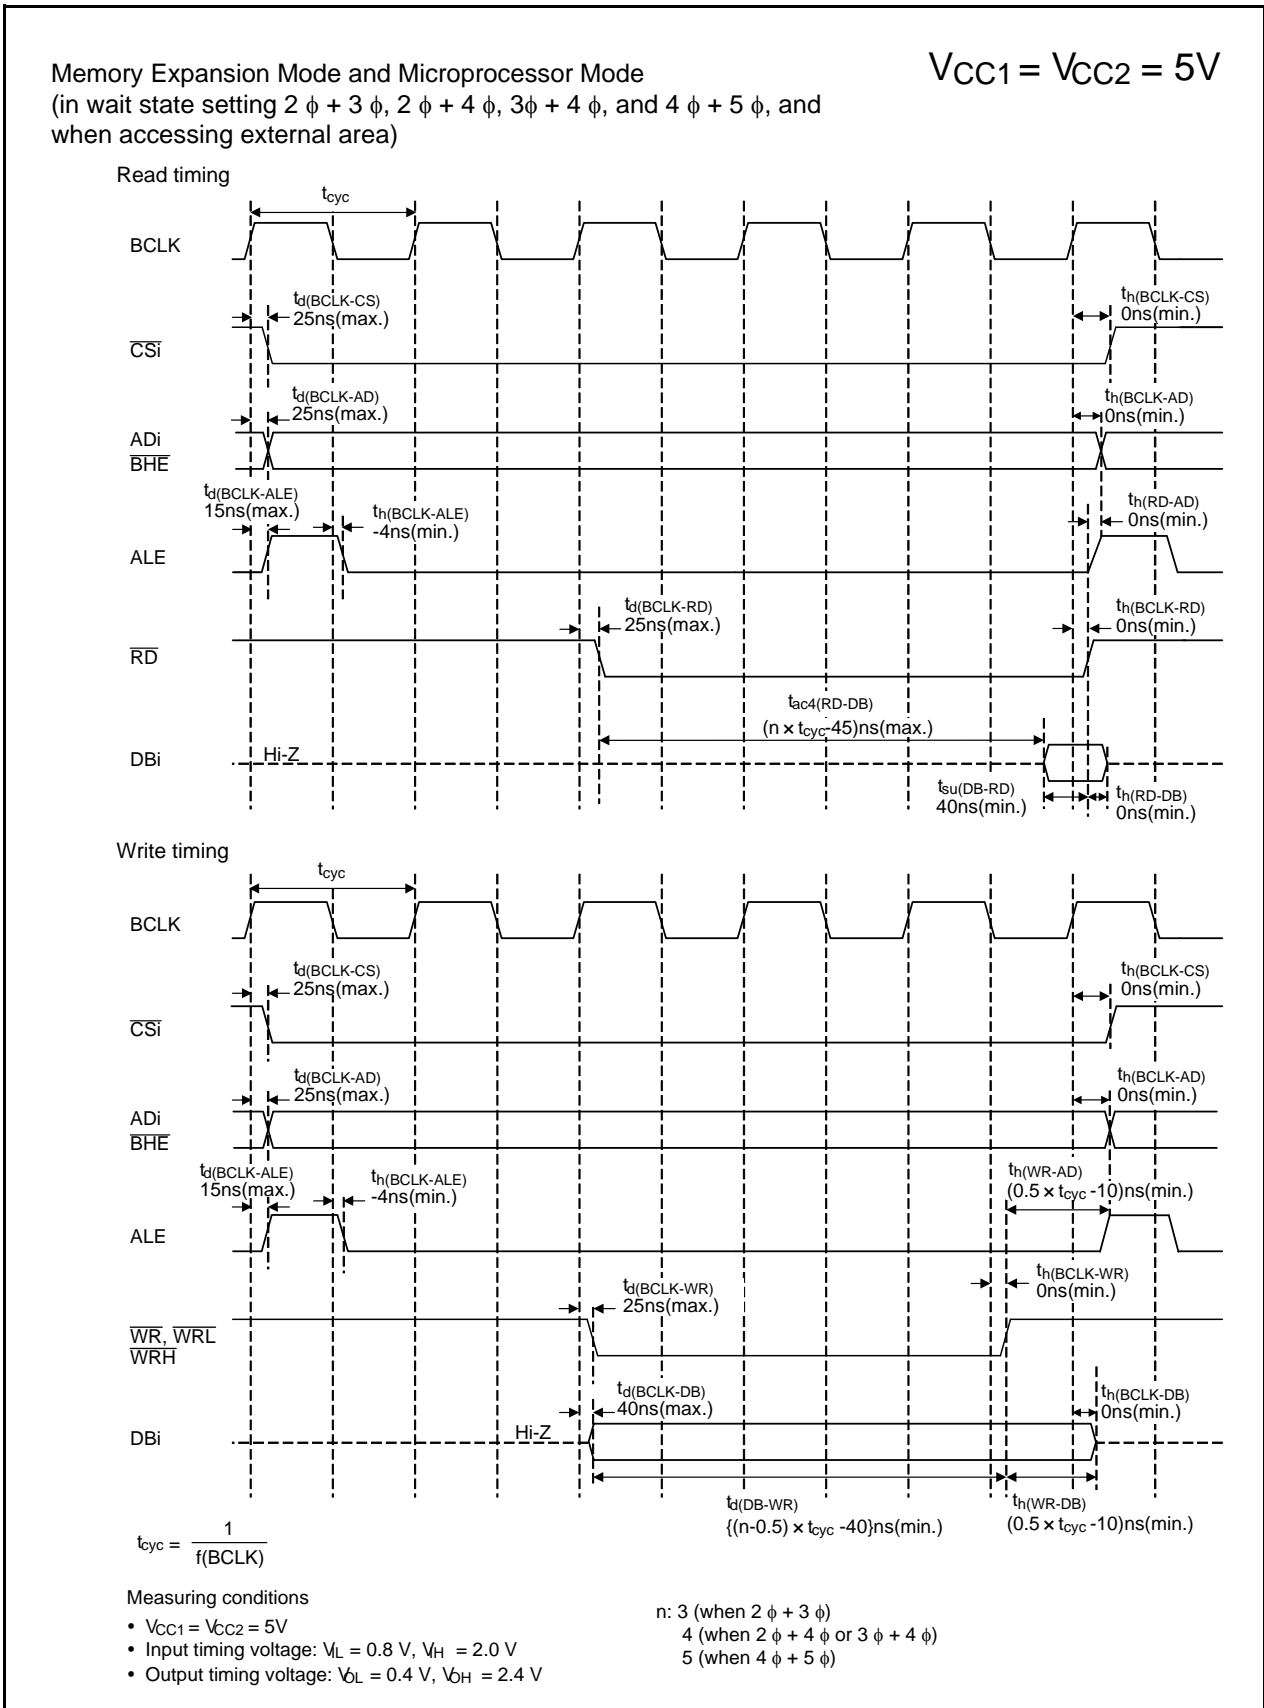 Memory Expansion Mode and Microprocessor Mode
(in wait state setting 2 ϕ + 3 ϕ, 2 ϕ + 4 ϕ, 3ϕ + 4 ϕ, and 4 ϕ + 5 ϕ, and
when accessing external area)
VCC1 = VCC2 = 5V
Read timing
tcyc
BCLK
td(BCLK-CS)
25ns(max.)
th(BCLK-CS)
0ns(min.)
CSi
td(BCLK-AD)
25ns(max.)
th(BCLK-AD)
0ns(min.)
ADi
BHE
td(BCLK-ALE)
15ns(max.)
th(BCLK-ALE)
-4ns(min.)
th(RD-AD)
0ns(min.)
ALE
td(BCLK-RD)
25ns(max.)
th(BCLK-RD)
0ns(min.)
RD
tac4(RD-DB)
(n × tcyc-45)ns(max.)
DBi
Hi-Z
tsu(DB-RD)
40ns(min.)
th(RD-DB)
0ns(min.)
Write timing
tcyc
BCLK
td(BCLK-CS)
25ns(max.)
th(BCLK-CS)
0ns(min.)
CSi
td(BCLK-AD)
25ns(max.)
th(BCLK-AD)
0ns(min.)
ADi
BHE
td(BCLK-ALE)
15ns(max.)
th(BCLK-ALE)
-4ns(min.)
th(WR-AD)
(0.5 × tcyc -10)ns(min.)
ALE
td(BCLK-WR)
25ns(max.)
th(BCLK-WR)
0ns(min.)
WR, WRL
WRH
td(BCLK-DB)
40ns(max.)
th(BCLK-DB)
0ns(min.)
DBi
Hi-Z
td(DB-WR)
{(n-0.5) × tcyc -40}ns(min.)
th(WR-DB)
(0.5 × tcyc -10)ns(min.)
tcyc = 1
f(BCLK)
Measuring conditions
• VCC1 = VCC2 = 5V
• Input timing voltage: VIL = 0.8 V, VIH = 2.0 V
• Output timing voltage: VOL = 0.4 V, VOH = 2.4 V
n: 3 (when 2 ϕ + 3 ϕ)
4 (when 2 ϕ + 4 ϕ or 3 ϕ + 4 ϕ)
5 (when 4 ϕ + 5 ϕ)